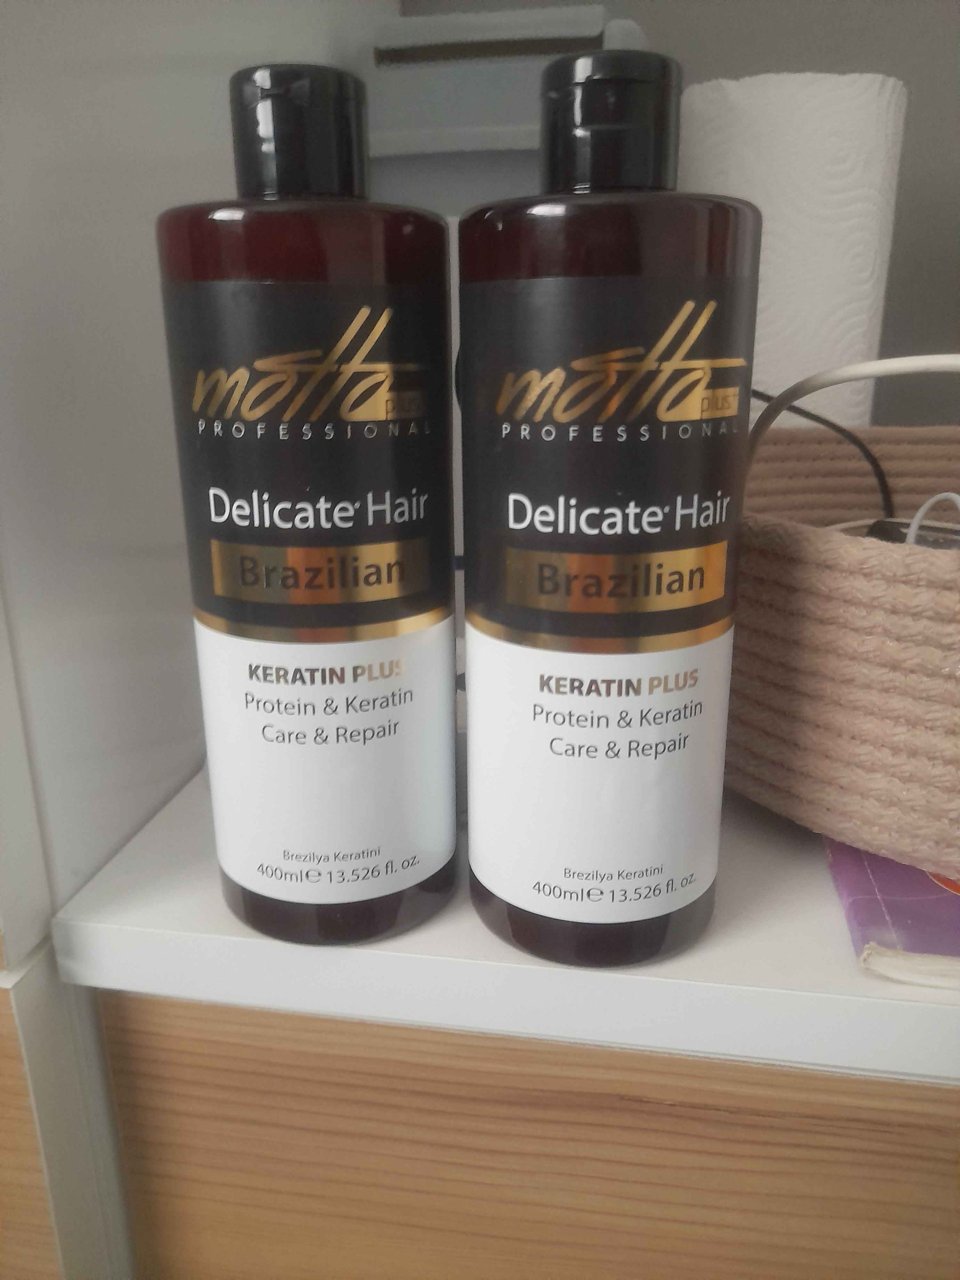 motto plus+
PROFESSIONAL
Delicate® Hair
Brazilian
KERATIN PLUS
Protein & Keratin
Care & Repair
Brezilya Keratini
400ml℮ 13.526 fl. oz.
motto plus+
PROFESSIONAL
Delicate® Hair
Brazilian
KERATIN PLUS
Protein & Keratin
Care & Repair
Brezilya Keratini
400ml℮ 13.526 fl. oz.